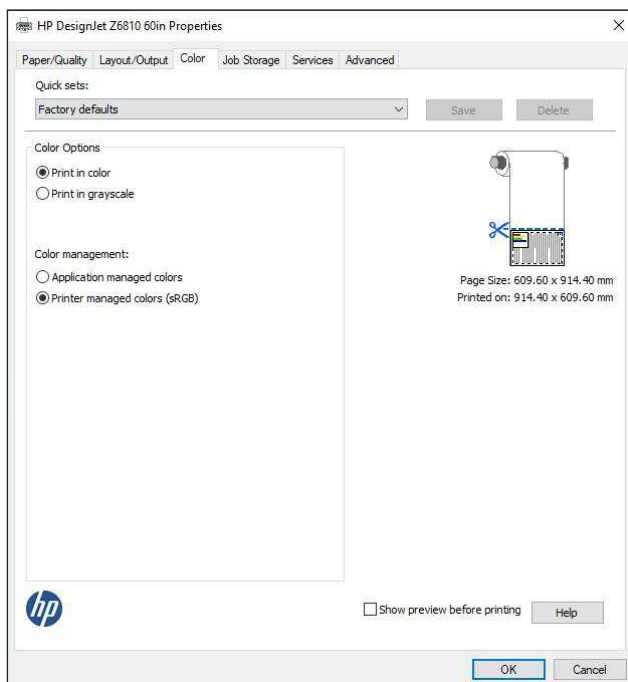 HP DesignJet Z6810 60in Properties
Paper/Quality Layout/Output Color Job Storage Services Advanced
Quick sets:
Factory defaults
Save
Delete
Color Options
Print in color
Print in grayscale
Color management:
Application managed colors
Printer managed colors (sRGB)
Page Size: 609.60 x 914.40 mm
Printed on: 914.40 x 609.60 mm
hp
Show preview before printing
Help
OK
Cancel